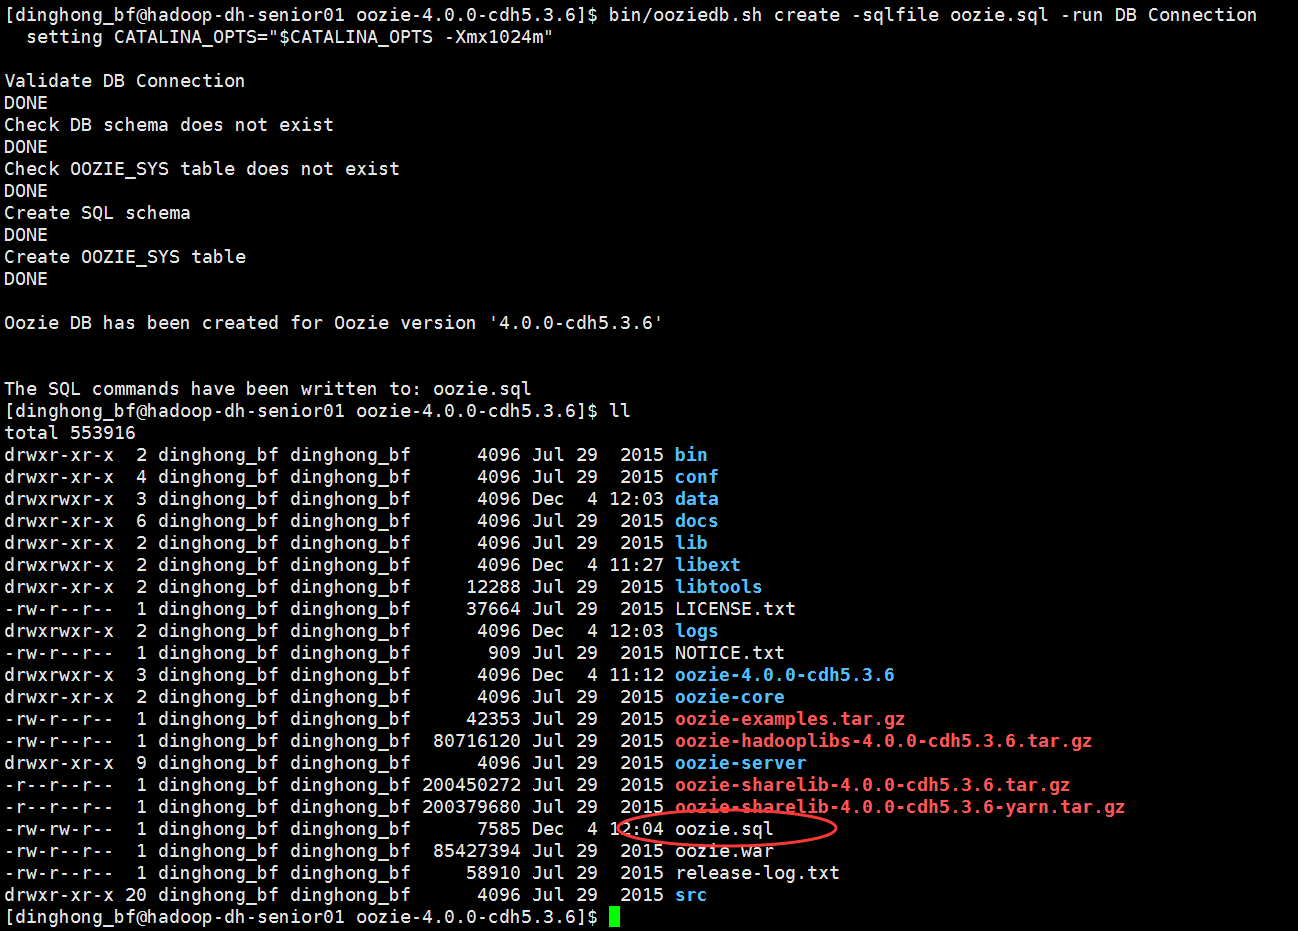 [dinghong_bf@hadoop-dh-senior01 oozie-4.0.0-cdh5.3.6]$ bin/ooziedb.sh create -sqlfile oozie.sql -run DB Connection
  setting CATALINA_OPTS="$CATALINA_OPTS -Xmx1024m"

Validate DB Connection
DONE
Check DB schema does not exist
DONE
Check OOZIE_SYS table does not exist
DONE
Create SQL schema
DONE
Create OOZIE_SYS table
DONE

Oozie DB has been created for Oozie version '4.0.0-cdh5.3.6'


The SQL commands have been written to: oozie.sql
[dinghong_bf@hadoop-dh-senior01 oozie-4.0.0-cdh5.3.6]$ ll
total 553916
drwxr-xr-x  2 dinghong_bf dinghong_bf      4096 Jul 29  2015 bin
drwxr-xr-x  4 dinghong_bf dinghong_bf      4096 Jul 29  2015 conf
drwxrwxr-x  3 dinghong_bf dinghong_bf      4096 Dec  4 12:03 data
drwxr-xr-x  6 dinghong_bf dinghong_bf      4096 Jul 29  2015 docs
drwxr-xr-x  2 dinghong_bf dinghong_bf      4096 Jul 29  2015 lib
drwxrwxr-x  2 dinghong_bf dinghong_bf      4096 Dec  4 11:27 libext
drwxr-xr-x  2 dinghong_bf dinghong_bf     12288 Jul 29  2015 libtools
-rw-r--r--  1 dinghong_bf dinghong_bf     37664 Jul 29  2015 LICENSE.txt
drwxrwxr-x  2 dinghong_bf dinghong_bf      4096 Dec  4 12:03 logs
-rw-r--r--  1 dinghong_bf dinghong_bf       909 Jul 29  2015 NOTICE.txt
drwxrwxr-x  3 dinghong_bf dinghong_bf      4096 Dec  4 11:12 oozie-4.0.0-cdh5.3.6
drwxr-xr-x  2 dinghong_bf dinghong_bf      4096 Jul 29  2015 oozie-core
-rw-r--r--  1 dinghong_bf dinghong_bf     42353 Jul 29  2015 oozie-examples.tar.gz
-rw-r--r--  1 dinghong_bf dinghong_bf  80716120 Jul 29  2015 oozie-hadooplibs-4.0.0-cdh5.3.6.tar.gz
drwxr-xr-x  9 dinghong_bf dinghong_bf      4096 Jul 29  2015 oozie-server
-r--r--r--  1 dinghong_bf dinghong_bf 200450272 Jul 29  2015 oozie-sharelib-4.0.0-cdh5.3.6.tar.gz
-r--r--r--  1 dinghong_bf dinghong_bf 200379680 Jul 29  2015 oozie-sharelib-4.0.0-cdh5.3.6-yarn.tar.gz
-rw-rw-r--  1 dinghong_bf dinghong_bf      7585 Dec  4 12:04 oozie.sql
-rw-r--r--  1 dinghong_bf dinghong_bf  85427394 Jul 29  2015 oozie.war
-rw-r--r--  1 dinghong_bf dinghong_bf     58910 Jul 29  2015 release-log.txt
drwxr-xr-x 20 dinghong_bf dinghong_bf      4096 Jul 29  2015 src
[dinghong_bf@hadoop-dh-senior01 oozie-4.0.0-cdh5.3.6]$